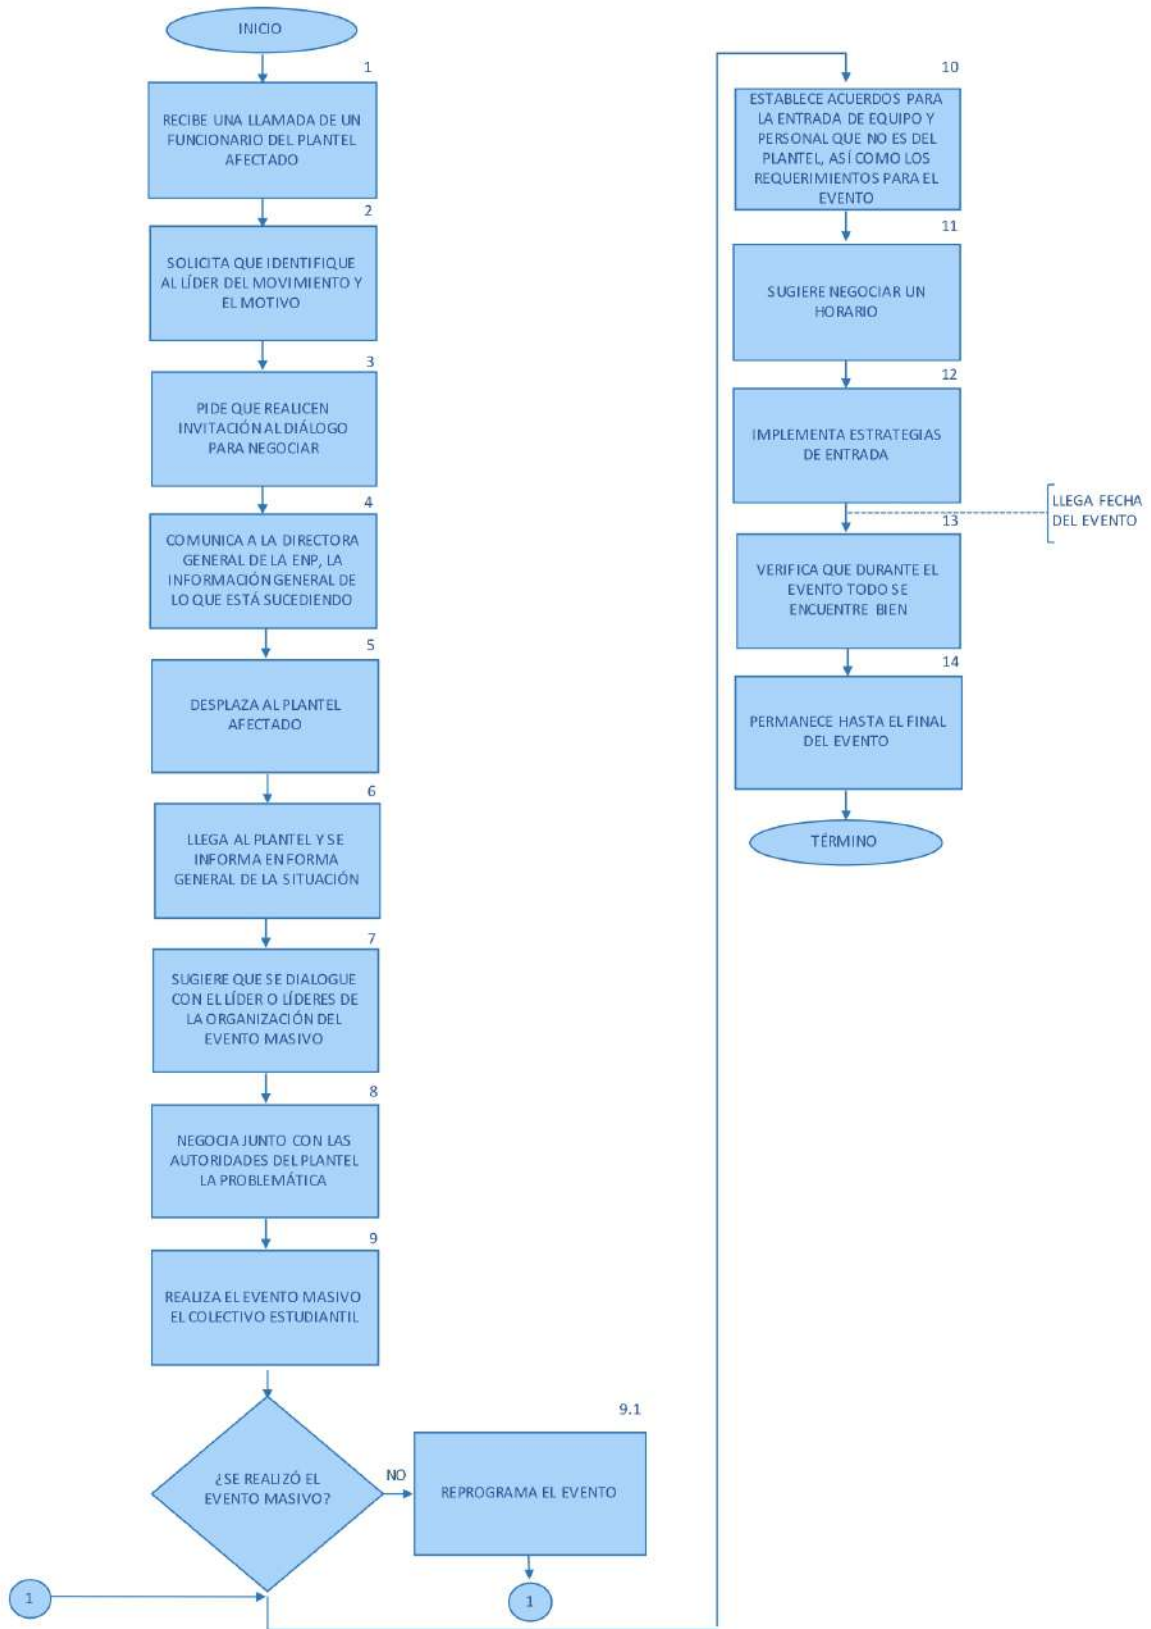 INICIO
1
RECIBE UNA LLAMADA DE UN
FUNCIONARIO DEL PLANTEL
AFECTADO
2
SOLICITA QUE IDENTIFIQUE
AL LÍDER DEL MOVIMIENTO Y
EL MOTIVO
3
PIDE QUE REALICEN
INVITACIÓN AL DIÁLOGO
PARA NEGOCIAR
4
COMUNICA A LA DIRECTORA
GENERAL DE LA ENP, LA
INFORMACIÓN GENERAL DE
LO QUE ESTÁ SUCEDIENDO
5
DESPLAZA AL PLANTEL
AFECTADO
6
LLEGA AL PLANTEL Y SE
INFORMA EN FORMA
GENERAL DE LA SITUACIÓN
7
SUGIERE QUE SE DIALOGUE
CON EL LÍDER O LÍDERES DE
LA ORGANIZACIÓN DEL
EVENTO MASIVO
8
NEGOCIA JUNTO CON LAS
AUTORIDADES DEL PLANTEL
LA PROBLEMÁTICA
9
REALIZA EL EVENTO MASIVO
EL COLECTIVO ESTUDIANTIL
¿SE REALIZÓ EL
EVENTO MASIVO?
NO
9.1
REPROGRAMA EL EVENTO
1
1
10
ESTABLECE ACUERDOS PARA
LA ENTRADA DE EQUIPO Y
PERSONAL QUE NO ES DEL
PLANTEL, ASÍ COMO LOS
REQUERIMIENTOS PARA EL
EVENTO
11
SUGIERE NEGOCIAR UN
HORARIO
12
IMPLEMENTA ESTRATEGIAS
DE ENTRADA
LLEGA FECHA
DEL EVENTO
13
VERIFICA QUE DURANTE EL
EVENTO TODO SE
ENCUENTRE BIEN
14
PERMANECE HASTA EL FINAL
DEL EVENTO
TÉRMINO